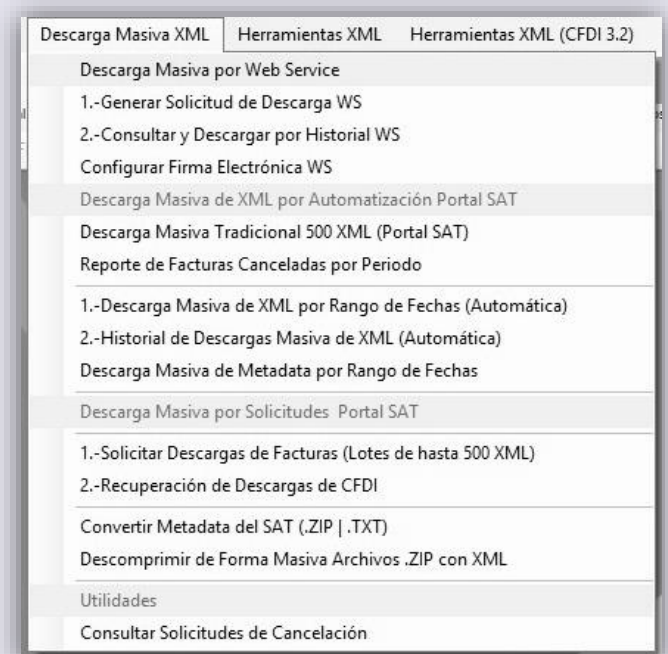 Descarga Masiva XML Herramientas XML Herramientas XML (CFDI 3.2)
Descarga Masiva por Web Service
1.-Generar Solicitud de Descarga WS
2.-Consultar y Descargar por Historial WS
Configurar Firma Electrónica WS
Descarga Masiva de XML por Automatización Portal SAT
Descarga Masiva Tradicional 500 XML (Portal SAT)
Reporte de Facturas Canceladas por Periodo
1.-Descarga Masiva de XML por Rango de Fechas (Automática)
2.-Historial de Descargas Masiva de XML (Automática)
Descarga Masiva de Metadata por Rango de Fechas
Descarga Masiva por Solicitudes  Portal SAT
1.-Solicitar Descargas de Facturas (Lotes de hasta 500 XML)
2.-Recuperación de Descargas de CFDI
Convertir Metadata del SAT (.ZIP | .TXT)
Descomprimir de Forma Masiva Archivos .ZIP con XML
Utilidades
Consultar Solicitudes de Cancelación